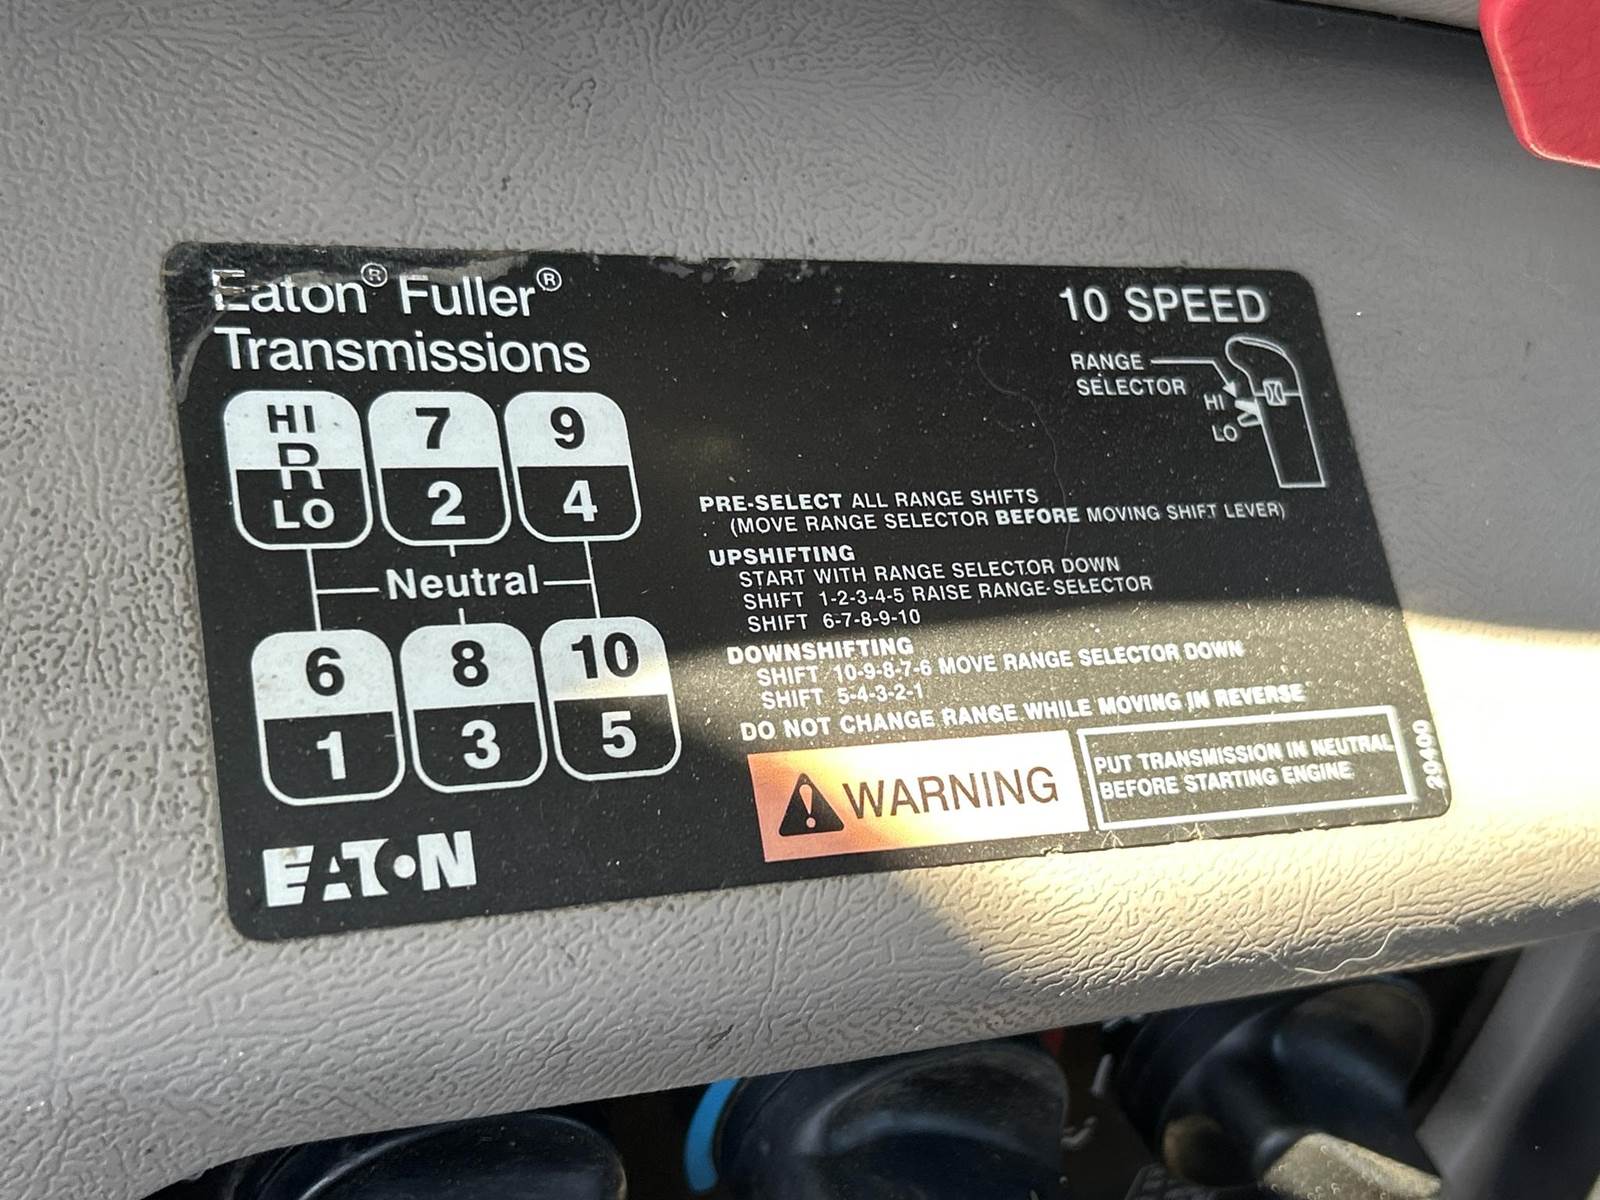 Eaton® Fuller®
Transmissions
10 SPEED
RANGE
SELECTOR
HI
LO
HI
R
LO
7
2
9
4
Neutral
6
1
8
3
10
5
PRE-SELECT ALL RANGE SHIFTS
(MOVE RANGE SELECTOR BEFORE MOVING SHIFT LEVER)
UPSHIFTING
START WITH RANGE SELECTOR DOWN
SHIFT 1-2-3-4-5 RAISE RANGE-SELECTOR
SHIFT 6-7-8-9-10
DOWNSHIFTING
SHIFT 10-9-8-7-6 MOVE RANGE SELECTOR DOWN
SHIFT 5-4-3-2-1
DO NOT CHANGE RANGE WHILE MOVING IN REVERSE
WARNING
PUT TRANSMISSION IN NEUTRAL
BEFORE STARTING ENGINE
20400
EATON